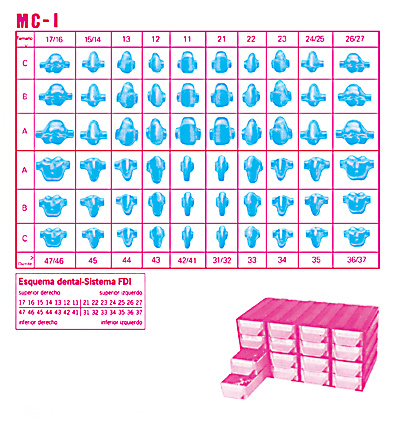 MC-1
Tamaño 17/16 15/14 13 12 11 21 22 23 24/25 26/27
C C
B B
A A
A A
B B
C C
Diente 47/46 45 44 43 42/41 31/32 33 34 35 36/37
Esquema dental-Sistema FDI
superior derecho superior izquierdo
17 16 15 14 13 12 11 21 22 23 24 25 26 27
47 46 45 44 43 42 41 31 32 33 34 35 36 37
inferior derecho inferior izquierdo